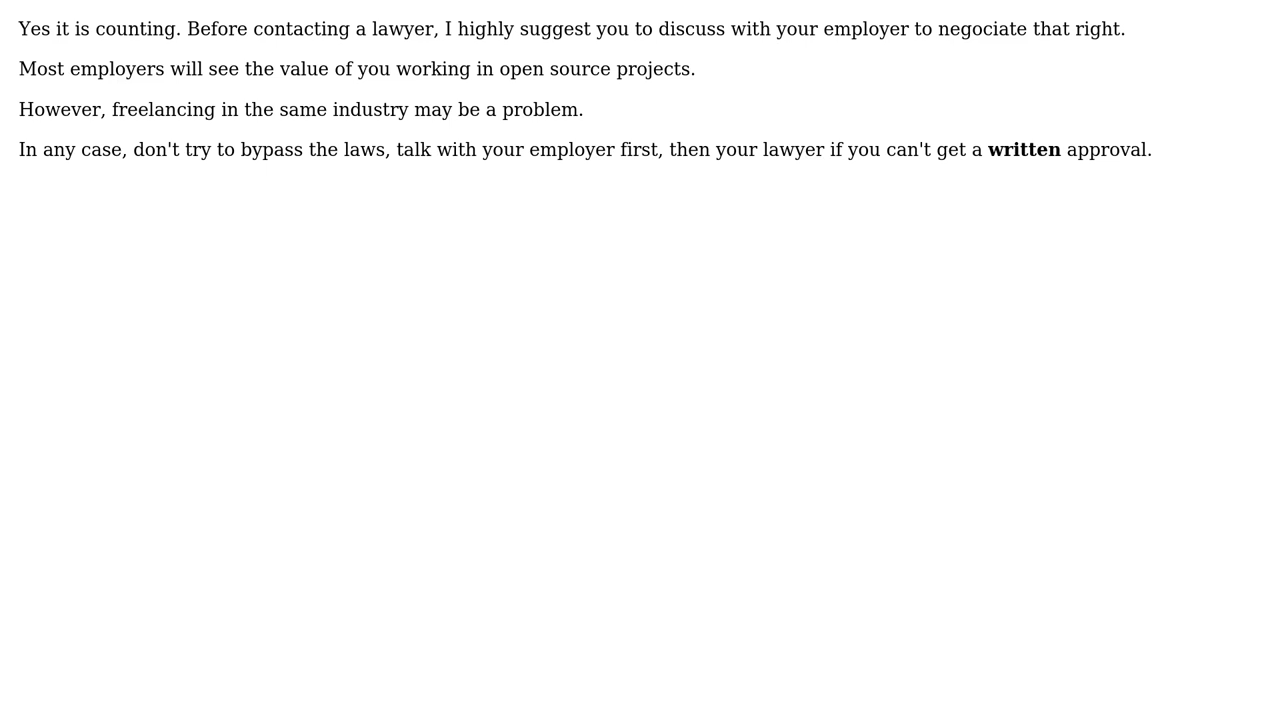 Yes it is counting. Before contacting a lawyer, I highly suggest you to discuss with your employer to negociate that right.
Most employers will see the value of you working in open source projects.
However, freelancing in the same industry may be a problem.
In any case, don't try to bypass the laws, talk with your employer first, then your lawyer if you can't get a written approval.